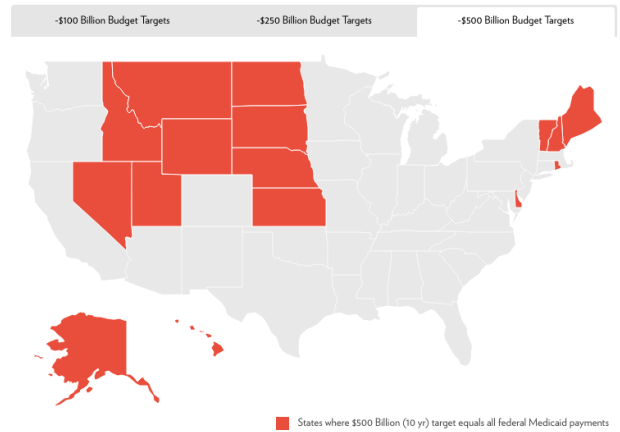 -$100 Billion Budget Targets
-$250 Billion Budget Targets
-$500 Billion Budget Targets
States where $500 Billion (10 yr) target equals all federal Medicaid payments